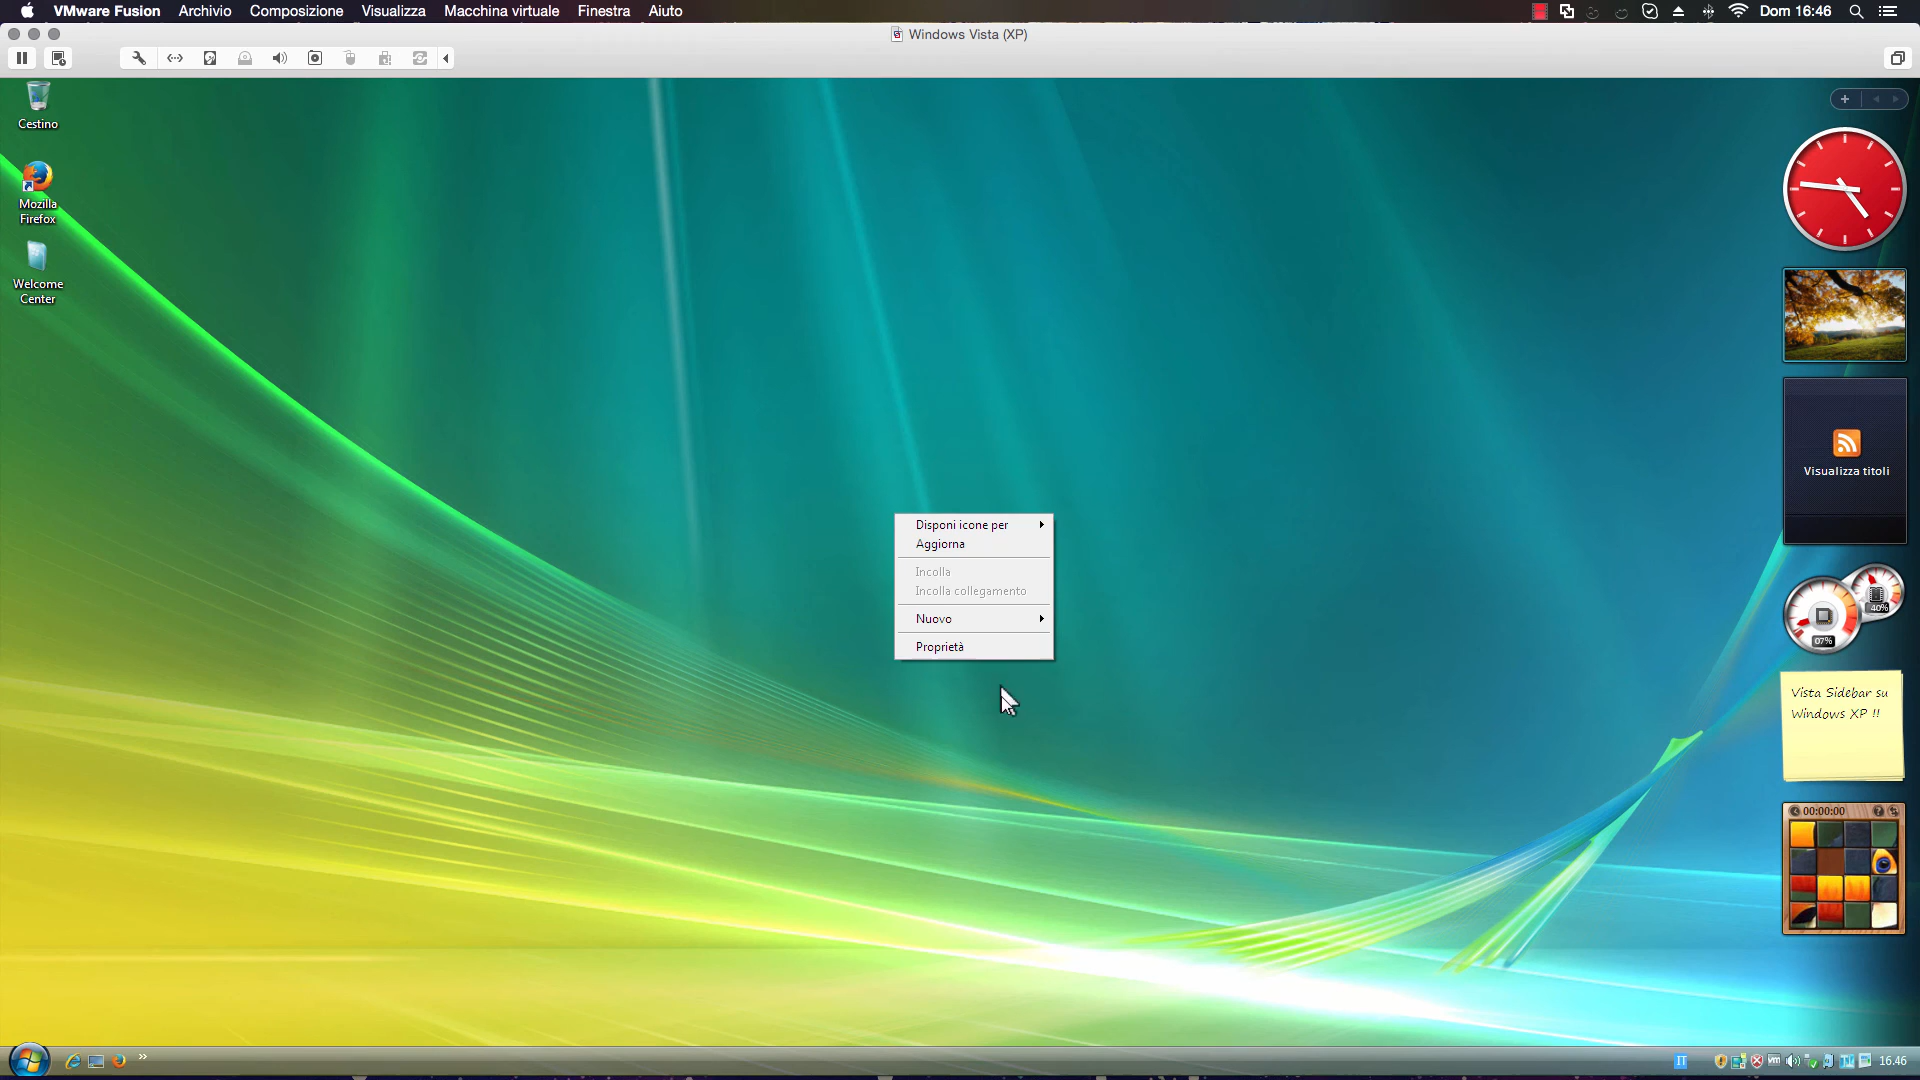 VMware Fusion Archivio Composizione Visualizza Macchina virtuale Finestra Aiuto Dom 16:46
Windows Vista (XP)
Cestino
Mozilla
Firefox
Welcome
Center
Disponi icone per
Aggiorna
Incolla
Incolla collegamento
Nuovo
Proprietà
Visualizza titoli
40%
07%
Vista Sidebar su
Windows XP !!
00:00:00
IT
16.46